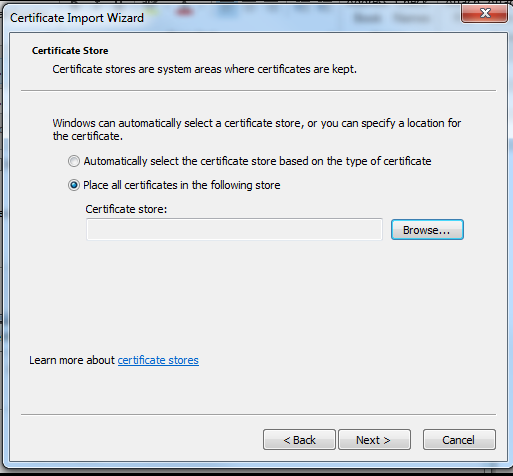 Certificate Import Wizard
Certificate Store
Certificate stores are system areas where certificates are kept.
Windows can automatically select a certificate store, or you can specify a location for
the certificate.
Automatically select the certificate store based on the type of certificate
Place all certificates in the following store
Certificate store:
Browse...
Learn more about certificate stores
< Back
Next >
Cancel